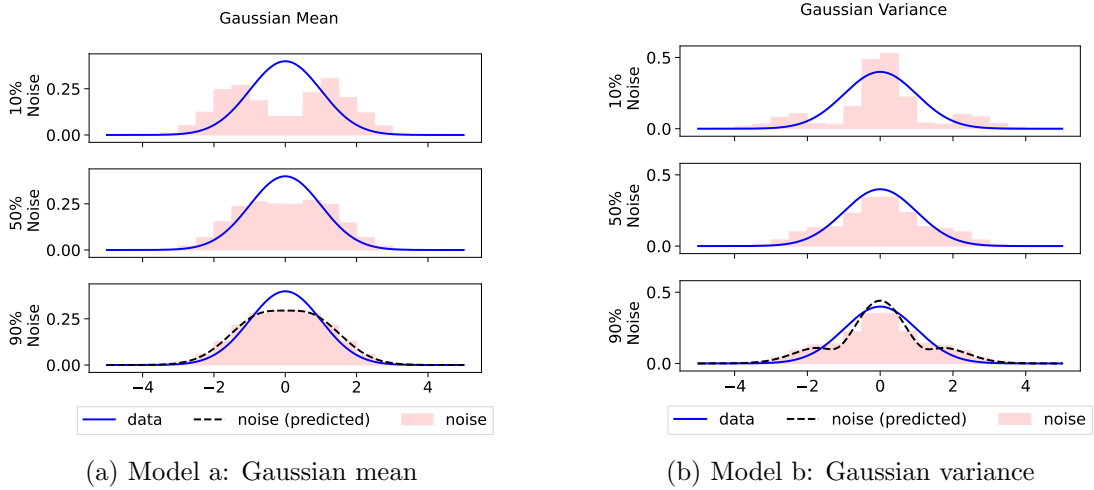 Gaussian Mean
10%
Noise
0.25
0.00
50%
Noise
0.25
0.00
90%
Noise
0.25
0.00
−4 −2 0 2 4
data noise (predicted) noise
(a) Model a: Gaussian mean
Gaussian Variance
10%
Noise
0.5
0.0
50%
Noise
0.5
0.0
90%
Noise
0.5
0.0
−4 −2 0 2 4
data noise (predicted) noise
(b) Model b: Gaussian variance